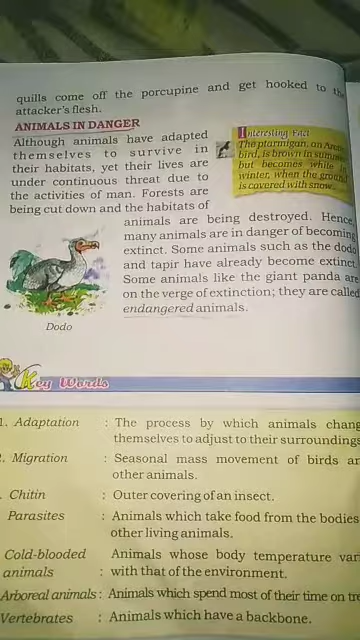 quills come off the porcupine and get hooked to the
attacker's flesh.
ANIMALS IN DANGER
Although animals have adapted
themselves to survive in
their habitats, yet their lives are
under continuous threat due to
the activities of man. Forests are
being cut down and the habitats of
animals are being destroyed. Hence
many animals are in danger of becoming
extinct. Some animals such as the dodo
and tapir have already become extinct.
Some animals like the giant panda are
on the verge of extinction; they are called
endangered animals.
Interesting Fact
The ptarmigan, an
bird, is brown in
but becomes white in
winter, when the ground
is covered with snow.
Dodo
Key Words
1. Adaptation : The process by which animals
themselves to adjust to their surroundings
. Migration : Seasonal mass movement of birds
other animals.
. Chitin : Outer covering of an insect.
Parasites : Animals which take food from the bodies
other living animals.
Cold-blooded Animals whose body temperature
animals : with that of the environment.
Arboreal animals : Animals which spend most of their time on
Vertebrates : Animals which have a backbone.